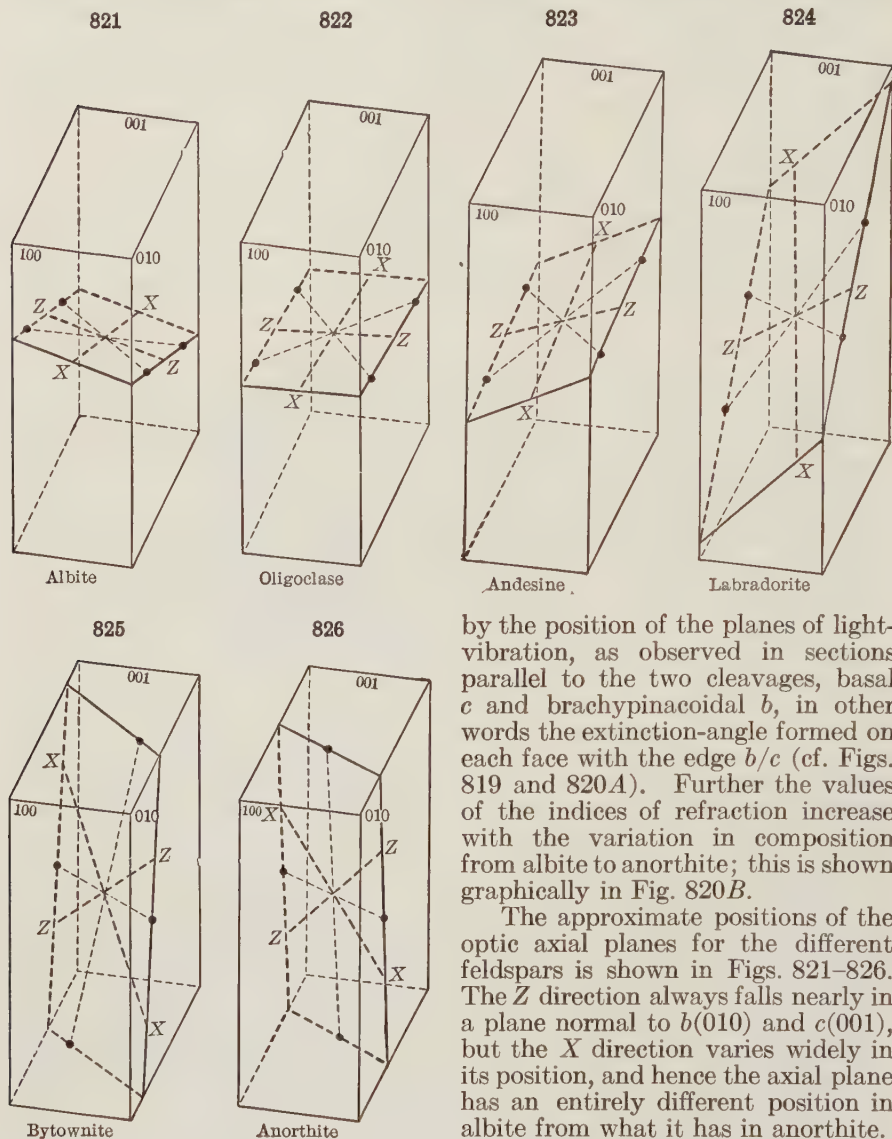 821 822 823 824
001 001 001 001
100 010 100 010 100 010 100 010
X X X X
Z Z Z Z
Z Z Z Z
X X X X
Albite Oligoclase Andesine Labradorite
825 826
001 001
100 010 100 010
X X
Z Z
Z Z
X X
Bytownite Anorthite
by the position of the planes of light-
vibration, as observed in sections
parallel to the two cleavages, basal
c and brachypinacoidal b, in other
words the extinction-angle formed on
each face with the edge b/c (cf. Figs.
819 and 820A). Further the values
of the indices of refraction increase
with the variation in composition
from albite to anorthite; this is shown
graphically in Fig. 820B.
The approximate positions of the
optic axial planes for the different
feldspars is shown in Figs. 821–826.
The Z direction always falls nearly in
a plane normal to b(010) and c(001),
but the X direction varies widely in
its position, and hence the axial plane
has an entirely different position in
albite from what it has in anorthite.